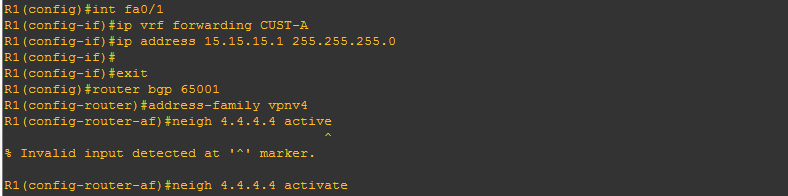 R1(config)#int fa0/1
R1(config-if)#ip vrf forwarding CUST-A
R1(config-if)#ip address 15.15.15.1 255.255.255.0
R1(config-if)#
R1(config-if)#exit
R1(config)#router bgp 65001
R1(config-router)#address-family vpnv4
R1(config-router-af)#neigh 4.4.4.4 active
^
% Invalid input detected at '^' marker.
R1(config-router-af)#neigh 4.4.4.4 activate